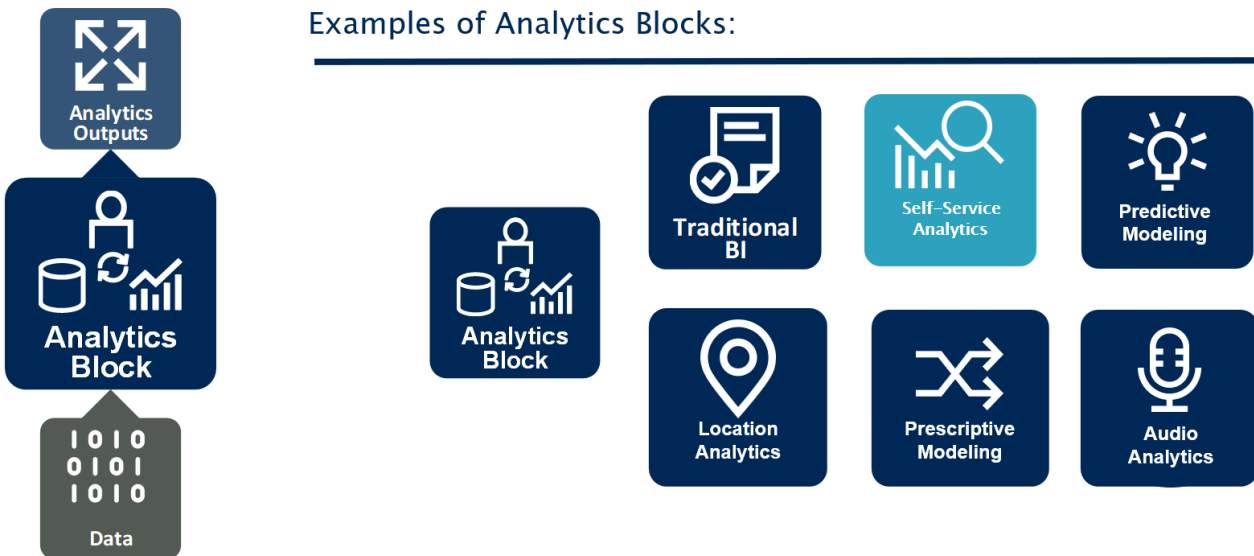 Examples of Analytics Blocks:
Analytics
Outputs
Analytics
Block
1010
0101
1010
Data
Analytics
Block
Traditional
BI
Self-Service
Analytics
Predictive
Modeling
Location
Analytics
Prescriptive
Modeling
Audio
Analytics